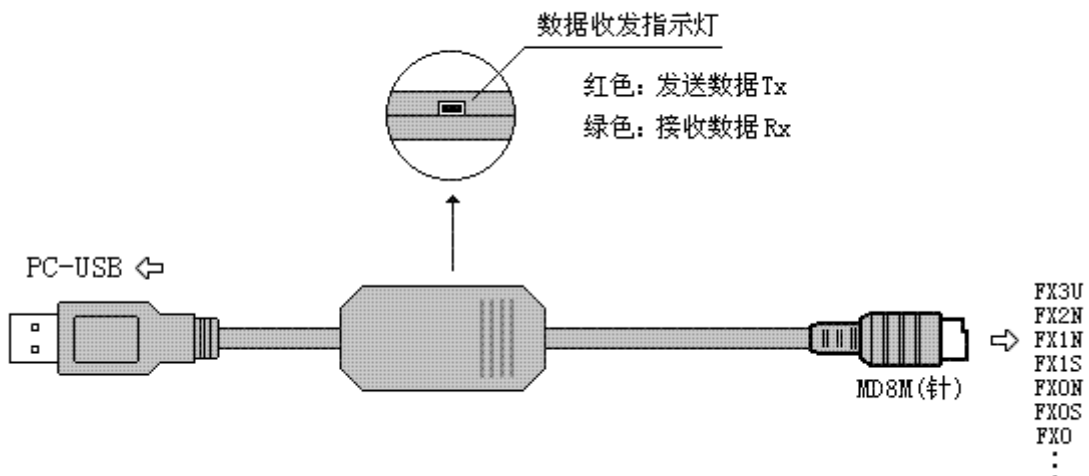 数据收发指示灯
红色：发送数据Tx
绿色：接收数据Rx
PC-USB
FX3U
FX2N
FX1N
FX1S
FX0N
FX0S
FX0
MD8M(针)